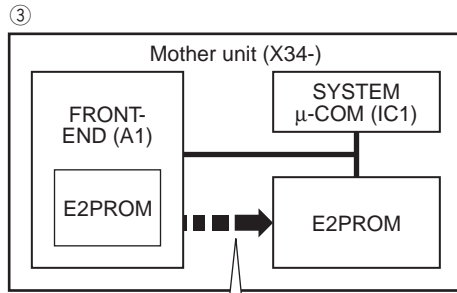 ③
Mother unit (X34-)
FRONT-
END (A1)
E2PROM
SYSTEM
μ-COM (IC1)
E2PROM